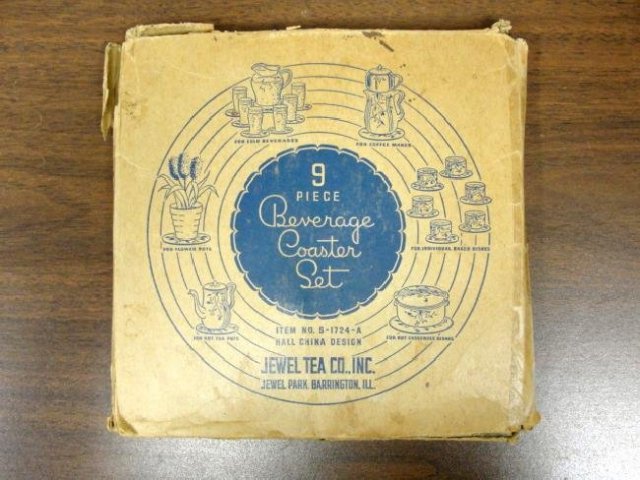 FOR COLD BEVERAGES
FOR COFFEE MAKER
FOR FLOWER POTS
FOR INDIVIDUAL BAKED DISHES
9
PIECE
Beverage
Coaster
Set
FOR HOT TEA POTS
FOR HOT CASSEROLE DISHES
ITEM NO. 5-1724-A
HALL CHINA DESIGN
JEWEL TEA CO., INC.
JEWEL PARK, BARRINGTON, ILL.